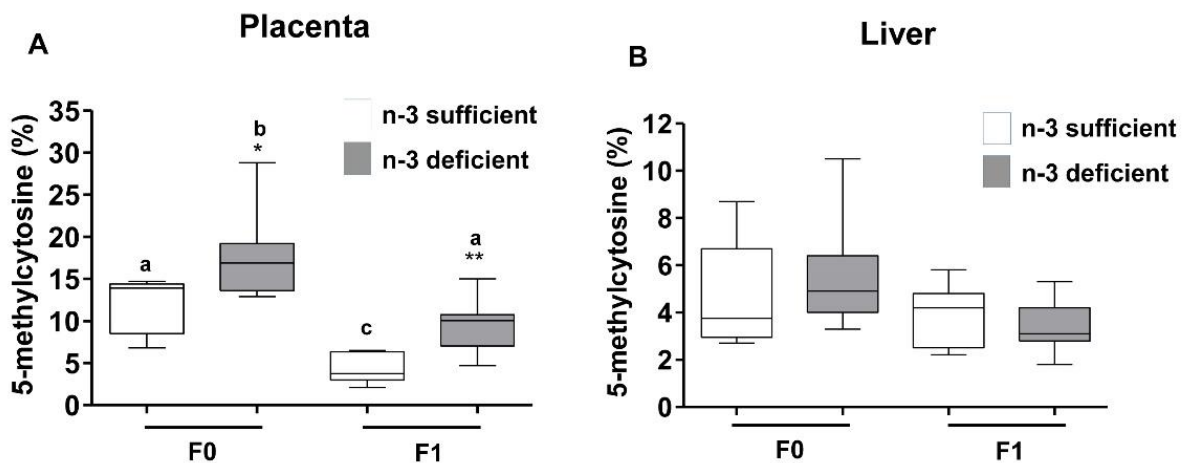 Placenta
A
n-3 sufficient
n-3 deficient
5-methylcytosine (%)
35
30
25
20
15
10
5
0
a
b
*
c
a
**
F0
F1
Liver
B
n-3 sufficient
n-3 deficient
5-methylcytosine (%)
12
10
8
6
4
2
0
F0
F1